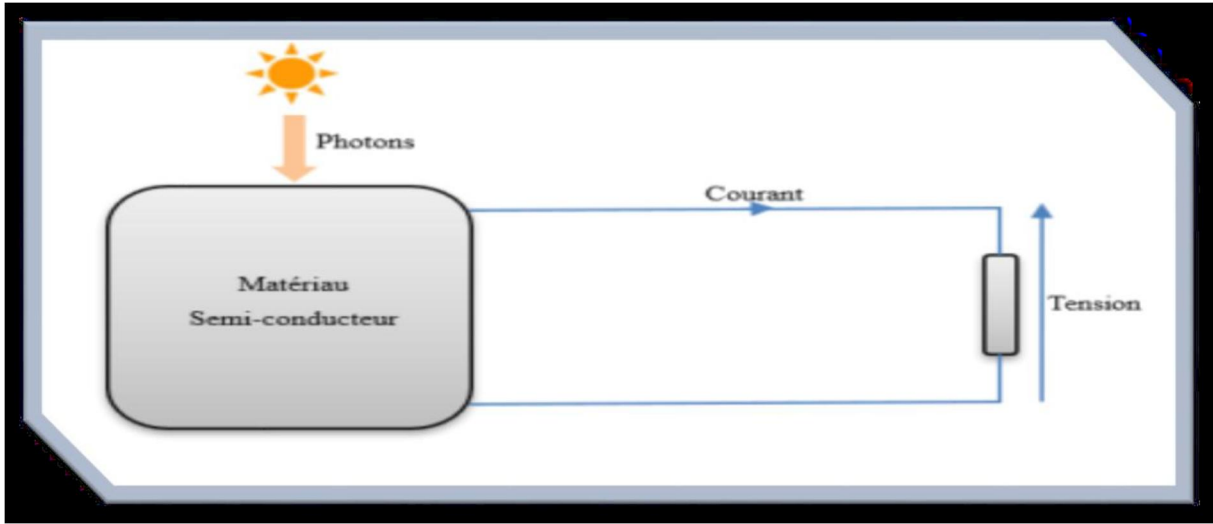 Photons
Courant
Matériau
Semi-conducteur
Tension